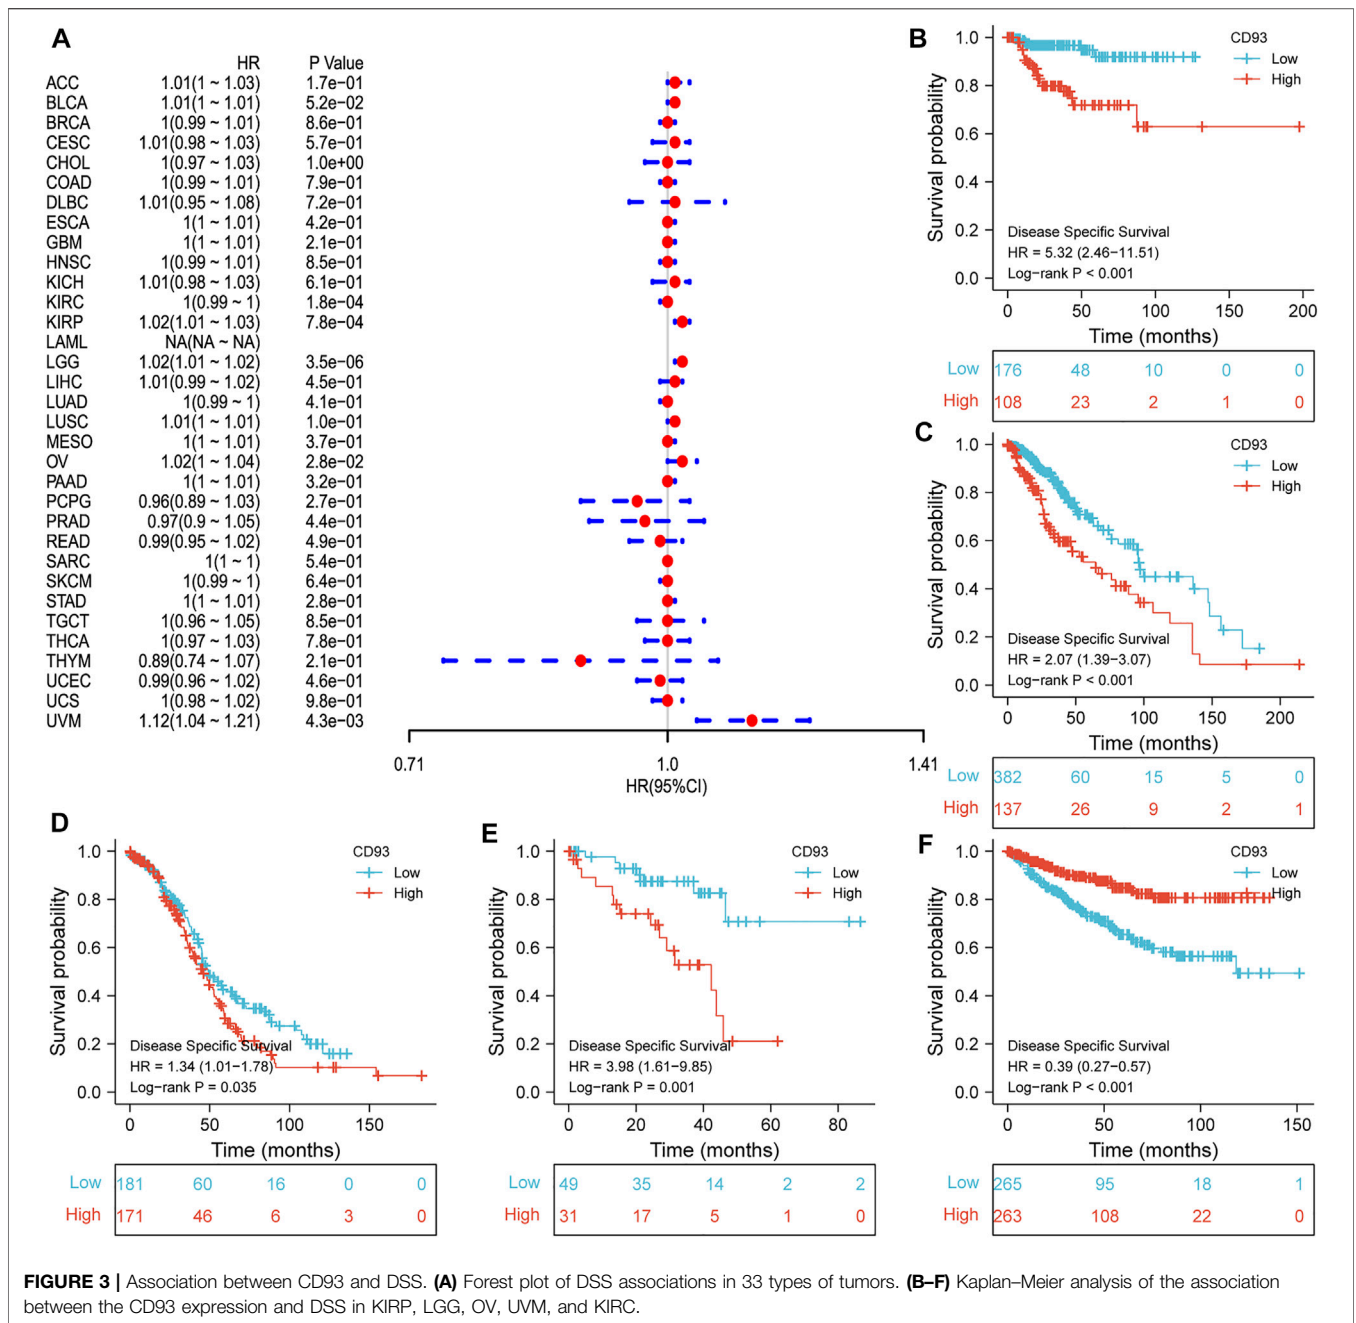 A
HR P Value
ACC 1.01(1 ~ 1.03) 1.7e−01
BLCA 1.01(1 ~ 1.01) 5.2e−02
BRCA 1(0.99 ~ 1.01) 8.6e−01
CESC 1.01(0.98 ~ 1.03) 5.7e−01
CHOL 1(0.97 ~ 1.03) 1.0e+00
COAD 1(0.99 ~ 1.01) 7.9e−01
DLBC 1.01(0.95 ~ 1.08) 7.2e−01
ESCA 1(1 ~ 1.01) 4.2e−01
GBM 1(1 ~ 1.01) 2.1e−01
HNSC 1(0.99 ~ 1.01) 8.5e−01
KICH 1.01(0.98 ~ 1.03) 6.1e−01
KIRC 1(0.99 ~ 1) 1.8e−04
KIRP 1.02(1.01 ~ 1.03) 7.8e−04
LAML NA(NA ~ NA)
LGG 1.02(1.01 ~ 1.02) 3.5e−06
LIHC 1.01(0.99 ~ 1.02) 4.5e−01
LUAD 1(0.99 ~ 1) 4.1e−01
LUSC 1.01(1 ~ 1.01) 1.0e−01
MESO 1(1 ~ 1.01) 3.7e−01
OV 1.02(1 ~ 1.04) 2.8e−02
PAAD 1(1 ~ 1.01) 3.2e−01
PCPG 0.96(0.89 ~ 1.03) 2.7e−01
PRAD 0.97(0.9 ~ 1.05) 4.4e−01
READ 0.99(0.95 ~ 1.02) 4.9e−01
SARC 1(1 ~ 1) 5.4e−01
SKCM 1(0.99 ~ 1) 6.4e−01
STAD 1(1 ~ 1.01) 2.8e−01
TGCT 1(0.96 ~ 1.05) 8.5e−01
THCA 1(0.97 ~ 1.03) 7.8e−01
THYM 0.89(0.74 ~ 1.07) 2.1e−01
UCEC 0.99(0.96 ~ 1.02) 4.6e−01
UCS 1(0.98 ~ 1.02) 9.8e−01
UVM 1.12(1.04 ~ 1.21) 4.3e−03
0.71 1.0 1.41
HR(95%CI)
B
CD93
Low
High
Survival probability
1.0
0.8
0.6
0.4
0.2
0.0
Disease Specific Survival
HR = 5.32 (2.46−11.51)
Log−rank P < 0.001
0 50 100 150 200
Time (months)
Low 176 48 10 0 0
High 108 23 2 1 0
C
CD93
Low
High
Survival probability
1.0
0.8
0.6
0.4
0.2
0.0
Disease Specific Survival
HR = 2.07 (1.39−3.07)
Log−rank P < 0.001
0 50 100 150 200
Time (months)
Low 382 60 15 5 0
High 137 26 9 2 1
D
CD93
Low
High
Survival probability
1.0
0.8
0.6
0.4
0.2
0.0
Disease Specific Survival
HR = 1.34 (1.01−1.78)
Log−rank P = 0.035
0 50 100 150
Time (months)
Low 181 60 16 0 0
High 171 46 6 3 0
E
CD93
Low
High
Survival probability
1.0
0.8
0.6
0.4
0.2
0.0
Disease Specific Survival
HR = 3.98 (1.61−9.85)
Log−rank P = 0.001
0 20 40 60 80
Time (months)
Low 49 35 14 2 2
High 31 17 5 1 0
F
CD93
Low
High
Survival probability
1.0
0.8
0.6
0.4
0.2
0.0
Disease Specific Survival
HR = 0.39 (0.27−0.57)
Log−rank P < 0.001
0 50 100 150
Time (months)
Low 265 95 18 1
High 263 108 22 0
FIGURE 3 | Association between CD93 and DSS. (A) Forest plot of DSS associations in 33 types of tumors. (B–F) Kaplan–Meier analysis of the association
between the CD93 expression and DSS in KIRP, LGG, OV, UVM, and KIRC.